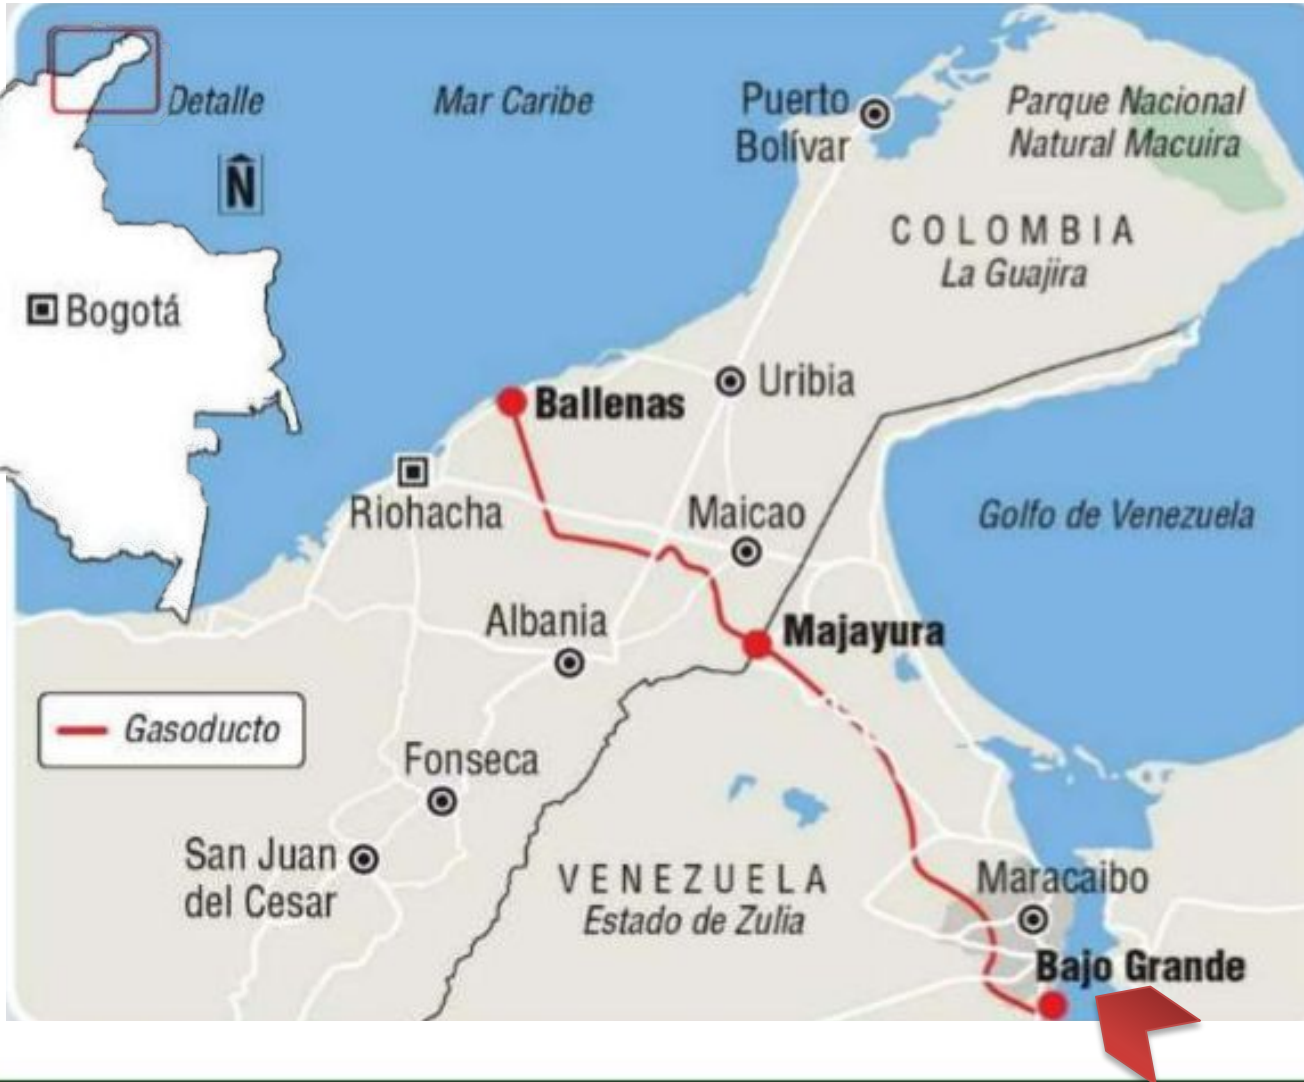 Detalle
Mar Caribe
Puerto
Bolívar
Parque Nacional
Natural Macuira
N
COLOMBIA
La Guajira
Bogotá
Uribia
Ballenas
Riohacha
Maicao
Golfo de Venezuela
Albania
Majayura
Gasoducto
Fonseca
San Juan
del Cesar
VENEZUELA
Estado de Zulia
Maracaibo
Bajo Grande